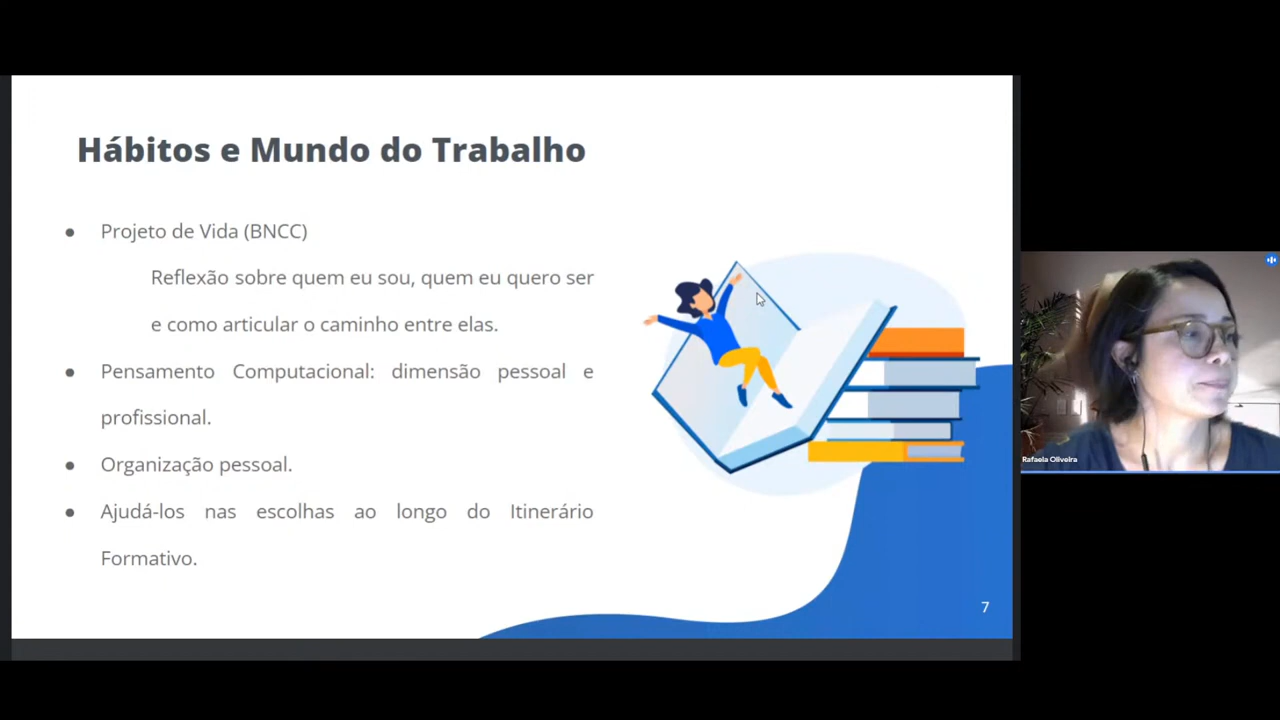 Hábitos e Mundo do Trabalho
● Projeto de Vida (BNCC)
Reflexão sobre quem eu sou, quem eu quero ser
e como articular o caminho entre elas.
● Pensamento Computacional: dimensão pessoal e
profissional.
● Organização pessoal.
● Ajudá-los nas escolhas ao longo do Itinerário
Formativo.
7
Rafaela Oliveira